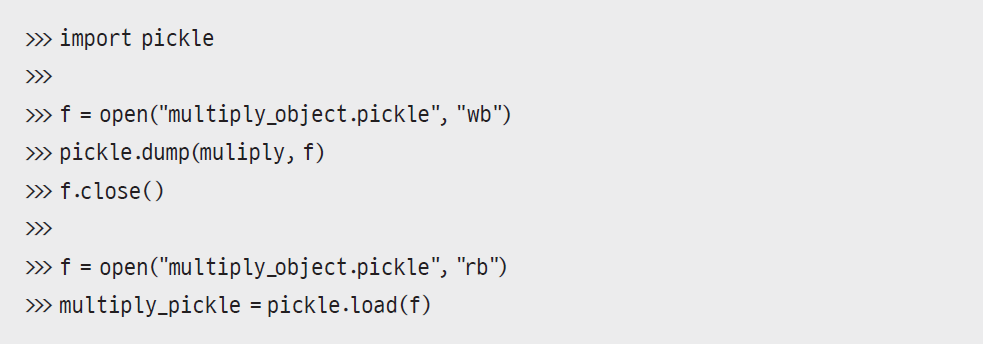 >>> import pickle
>>>
>>> f = open("multiply_object.pickle", "wb")
>>> pickle.dump(muliply, f)
>>> f.close()
>>>
>>> f = open("multiply_object.pickle", "rb")
>>> multiply_pickle = pickle.load(f)